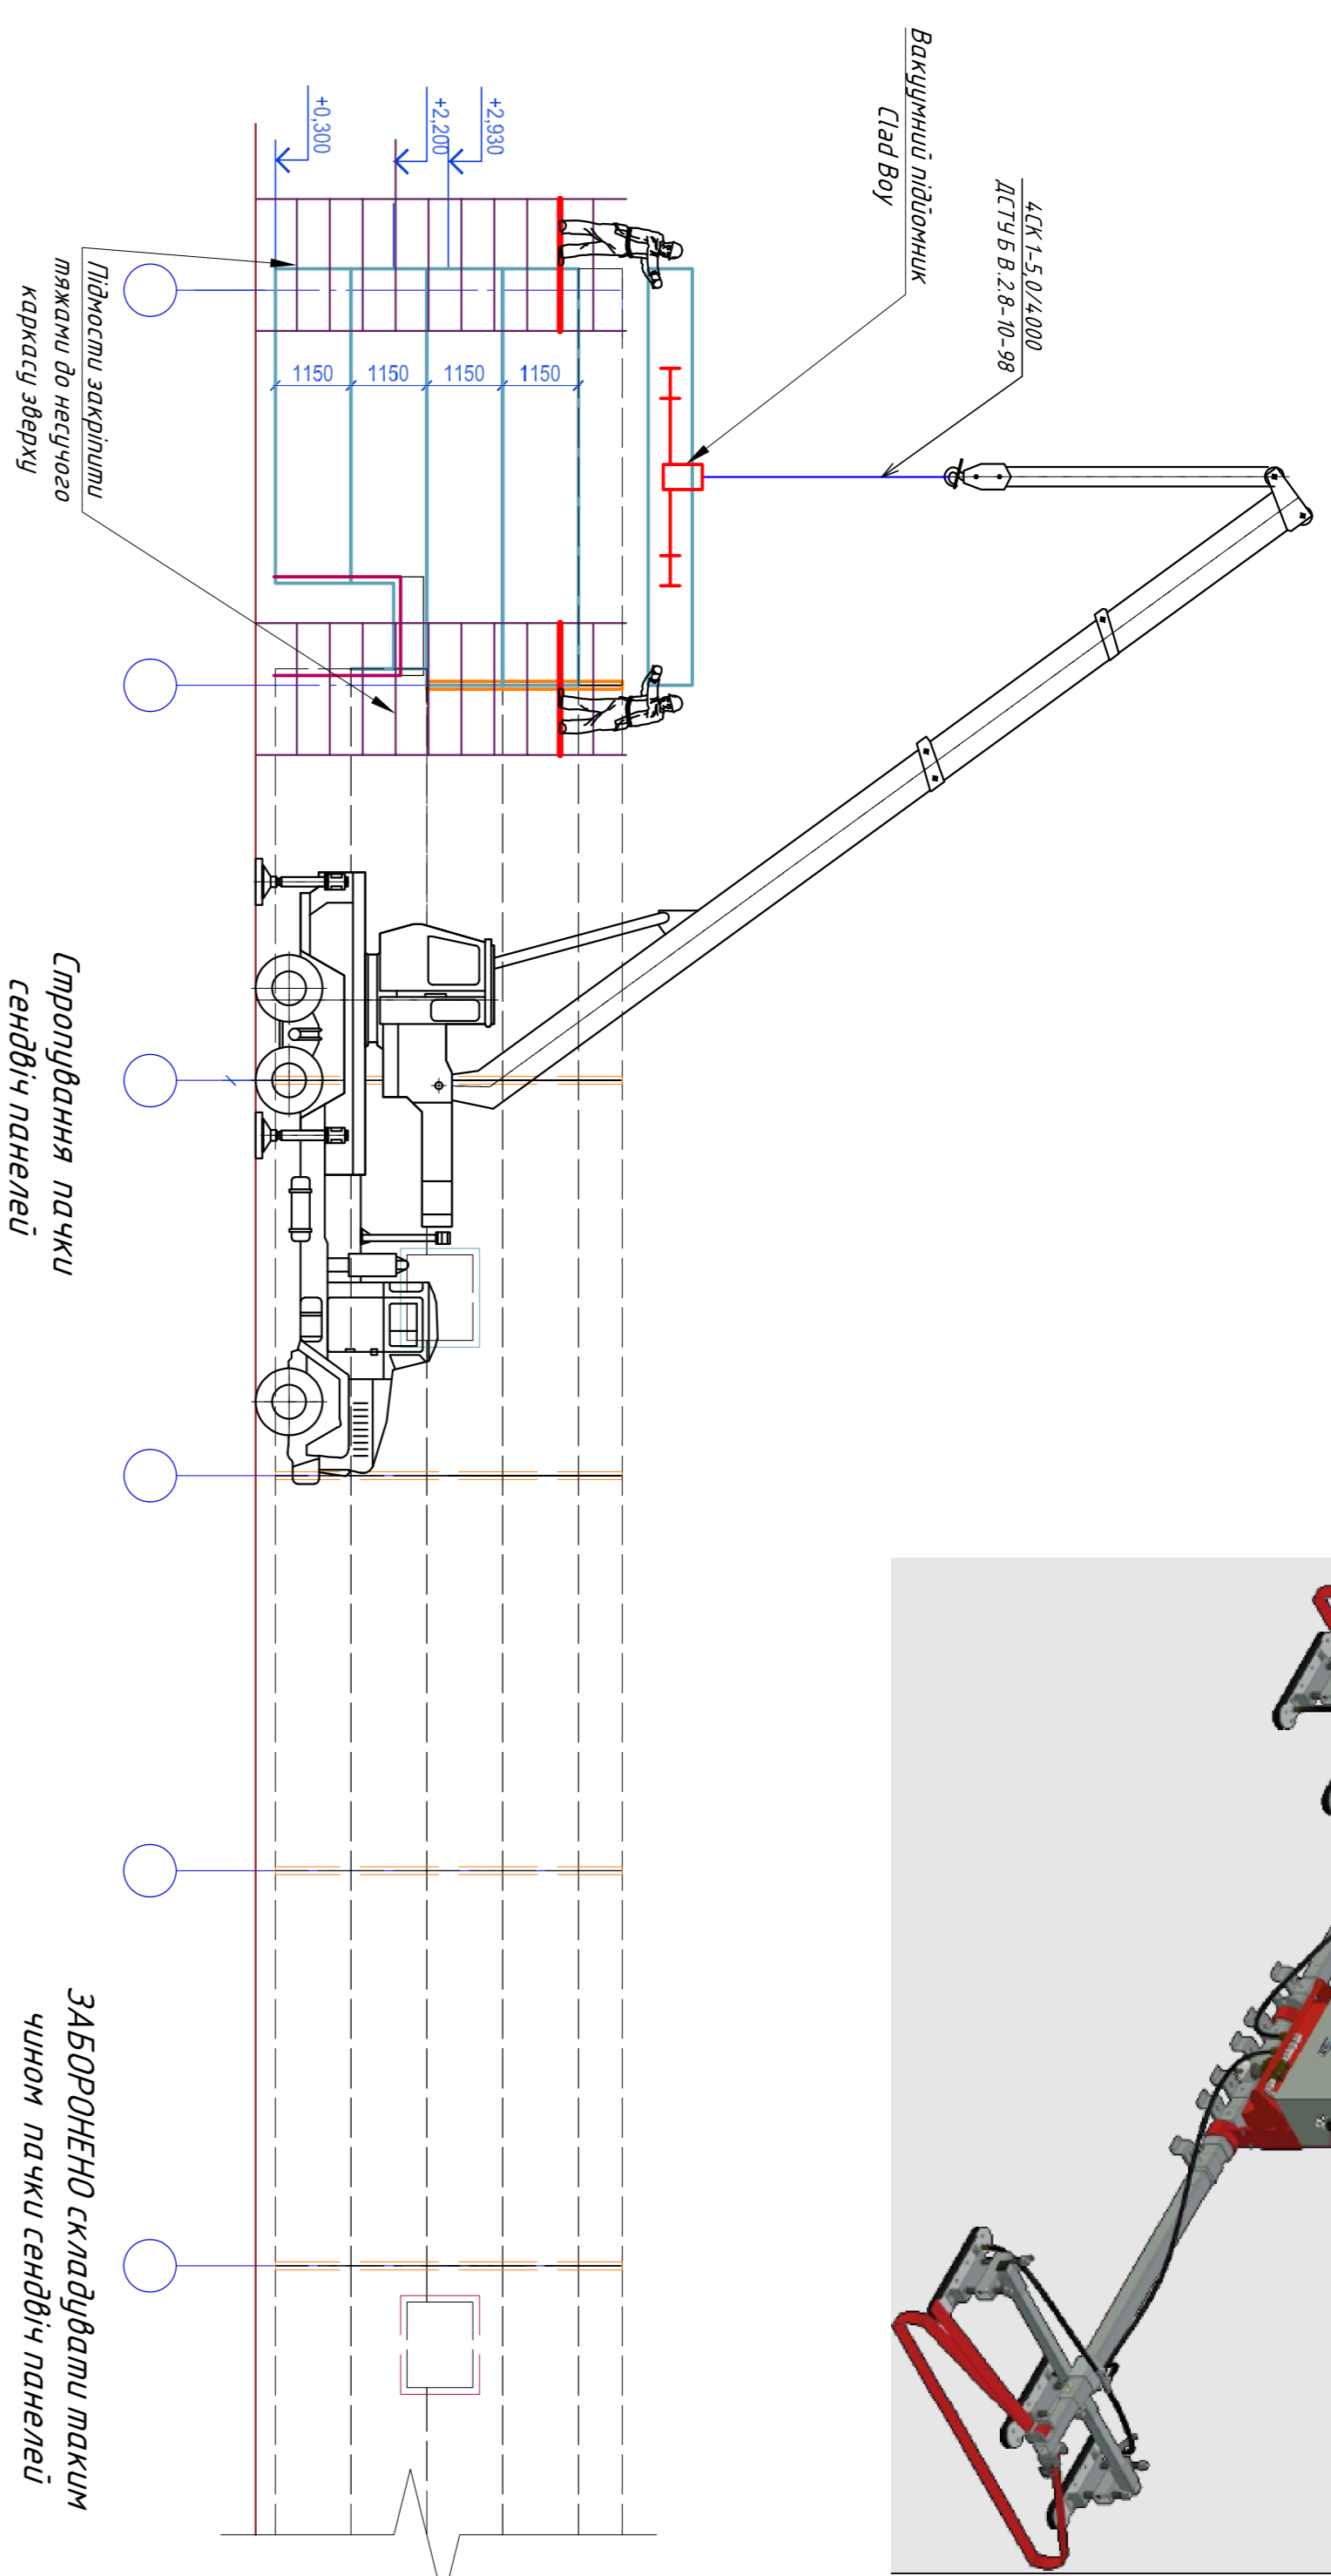 4СК 1-5,0/4000
ДСТУ Б В.2.8-10-98
Вакуумний підйомник
Clad Boy
+2,930
+2,200
+0,300
1150
1150
1150
1150
Підмости закріпити
тяжами до несучого
каркасу зверху
Стропування пачки
сендвіч панелей
ЗАБОРОНЕНО складувати таким
чином пачки сендвіч панелей